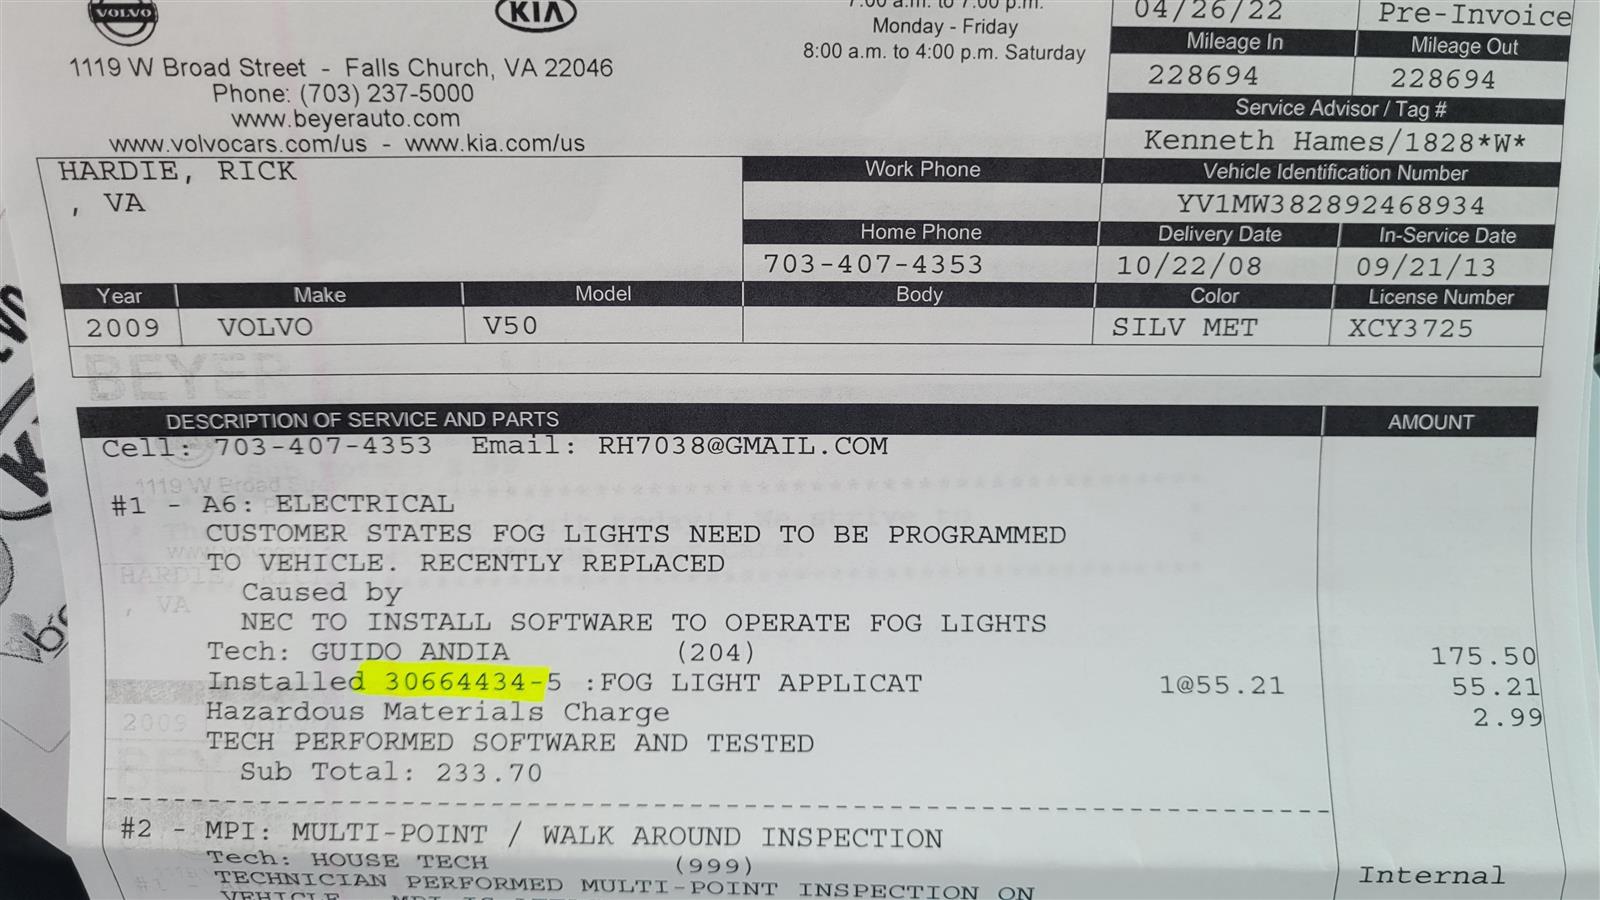 VOLVO
KIA
1119 W Broad Street - Falls Church, VA 22046
Phone: (703) 237-5000
www.beyerauto.com
www.volvocars.com/us - www.kia.com/us
7:00 a.m. to 7:00 p.m.
Monday - Friday
8:00 a.m. to 4:00 p.m. Saturday
04/26/22 Pre-Invoice
Mileage In Mileage Out
228694 228694
Service Advisor / Tag #
Kenneth Hames/1828*W*
HARDIE, RICK
, VA
Work Phone
Vehicle Identification Number
YV1MW382892468934
Home Phone Delivery Date In-Service Date
703-407-4353 10/22/08 09/21/13
Year Make Model Body Color License Number
2009 VOLVO V50 SILV MET XCY3725
BEYER
DESCRIPTION OF SERVICE AND PARTS AMOUNT
Cell: 703-407-4353 Email: RH7038@GMAIL.COM
#1 - A6: ELECTRICAL
CUSTOMER STATES FOG LIGHTS NEED TO BE PROGRAMMED
TO VEHICLE. RECENTLY REPLACED
Caused by
NEC TO INSTALL SOFTWARE TO OPERATE FOG LIGHTS
Tech: GUIDO ANDIA (204) 175.50
Installed 30664434-5 :FOG LIGHT APPLICAT 1@55.21 55.21
Hazardous Materials Charge 2.99
TECH PERFORMED SOFTWARE AND TESTED
Sub Total: 233.70
#2 - MPI: MULTI-POINT / WALK AROUND INSPECTION
Tech: HOUSE TECH (999) Internal
TECHNICIAN PERFORMED MULTI-POINT INSPECTION ON